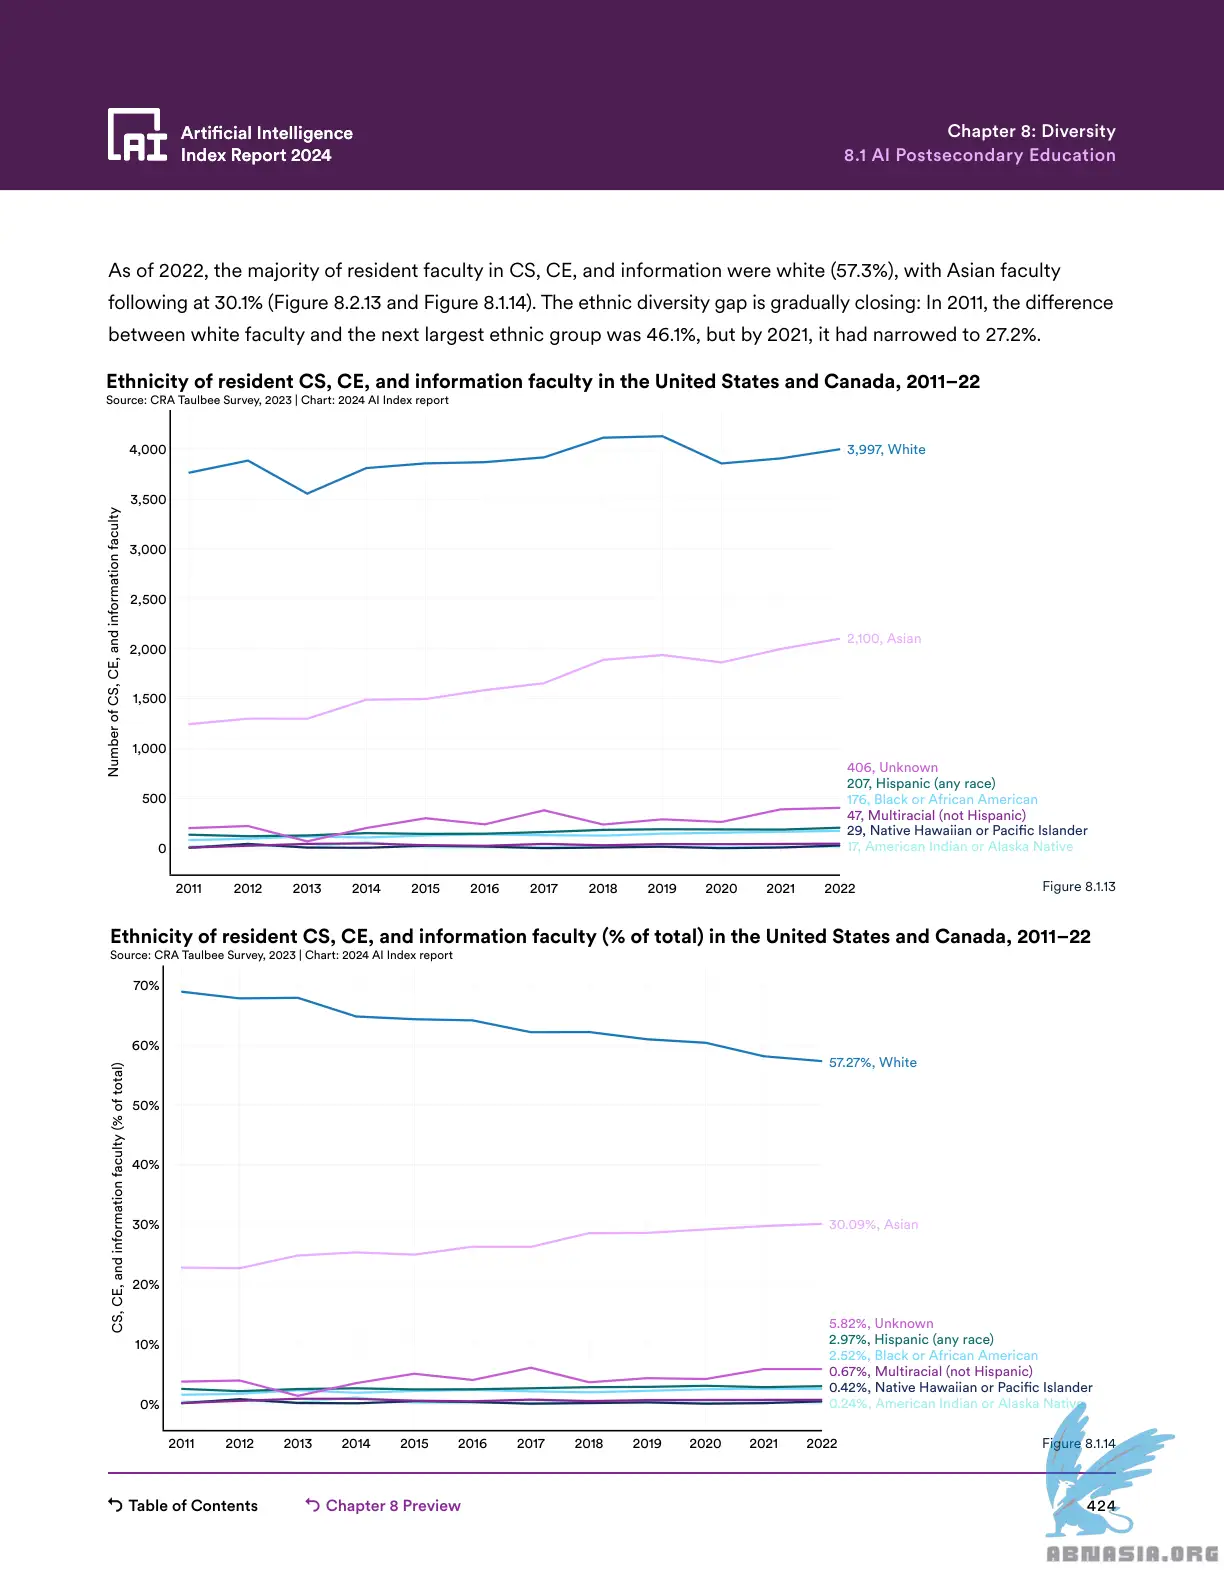 Artificial Intelligence
Index Report 2024
Chapter 8: Diversity
8.1 AI Postsecondary Education
As of 2022, the majority of resident faculty in CS, CE, and information were white (57.3%), with Asian faculty
following at 30.1% (Figure 8.2.13 and Figure 8.1.14). The ethnic diversity gap is gradually closing: In 2011, the difference
between white faculty and the next largest ethnic group was 46.1%, but by 2021, it had narrowed to 27.2%.
Ethnicity of resident CS, CE, and information faculty in the United States and Canada, 2011–22
Source: CRA Taulbee Survey, 2023 | Chart: 2024 AI Index report
Number of CS, CE, and information faculty
4,000
3,500
3,000
2,500
2,000
1,500
1,000
500
0
3,997, White
2,100, Asian
406, Unknown
207, Hispanic (any race)
176, Black or African American
47, Multiracial (not Hispanic)
29, Native Hawaiian or Pacific Islander
17, American Indian or Alaska Native
2011 2012 2013 2014 2015 2016 2017 2018 2019 2020 2021 2022
Figure 8.1.13
Ethnicity of resident CS, CE, and information faculty (% of total) in the United States and Canada, 2011–22
Source: CRA Taulbee Survey, 2023 | Chart: 2024 AI Index report
CS, CE, and information faculty (% of total)
70%
60%
50%
40%
30%
20%
10%
0%
57.27%, White
30.09%, Asian
5.82%, Unknown
2.97%, Hispanic (any race)
2.52%, Black or African American
0.67%, Multiracial (not Hispanic)
0.42%, Native Hawaiian or Pacific Islander
0.24%, American Indian or Alaska Native
2011 2012 2013 2014 2015 2016 2017 2018 2019 2020 2021 2022
Figure 8.1.14
Table of Contents
Chapter 8 Preview
424
ABNASIA.ORG